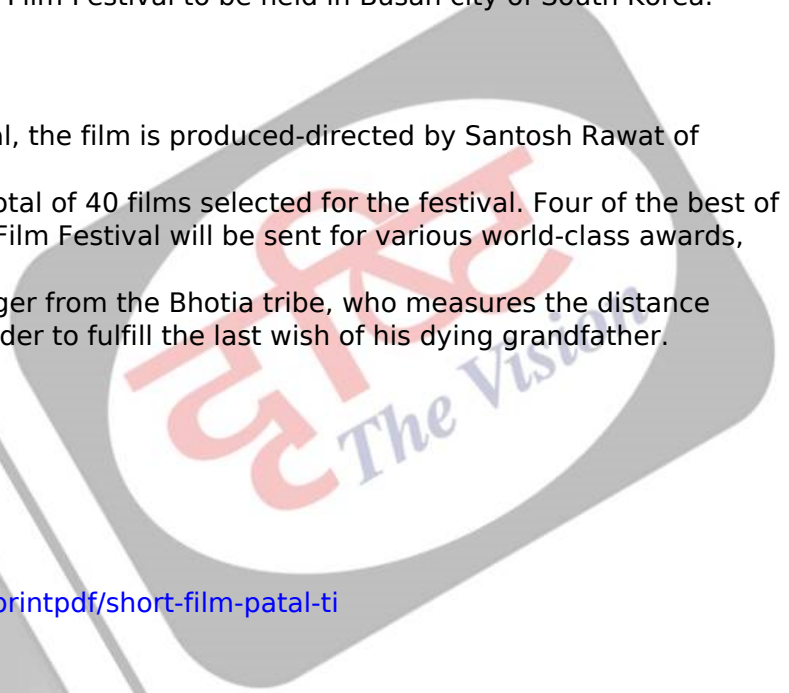 Film Festival to be held in Busan city of South Korea.
the film is produced-directed by Santosh Rawat of
of 40 films selected for the festival. Four of the best of
Film Festival will be sent for various world-class awards,
from the Bhotia tribe, who measures the distance
to fulfill the last wish of his dying grandfather.
दृष्टि
The Vision
printpdf/short-film-patal-ti